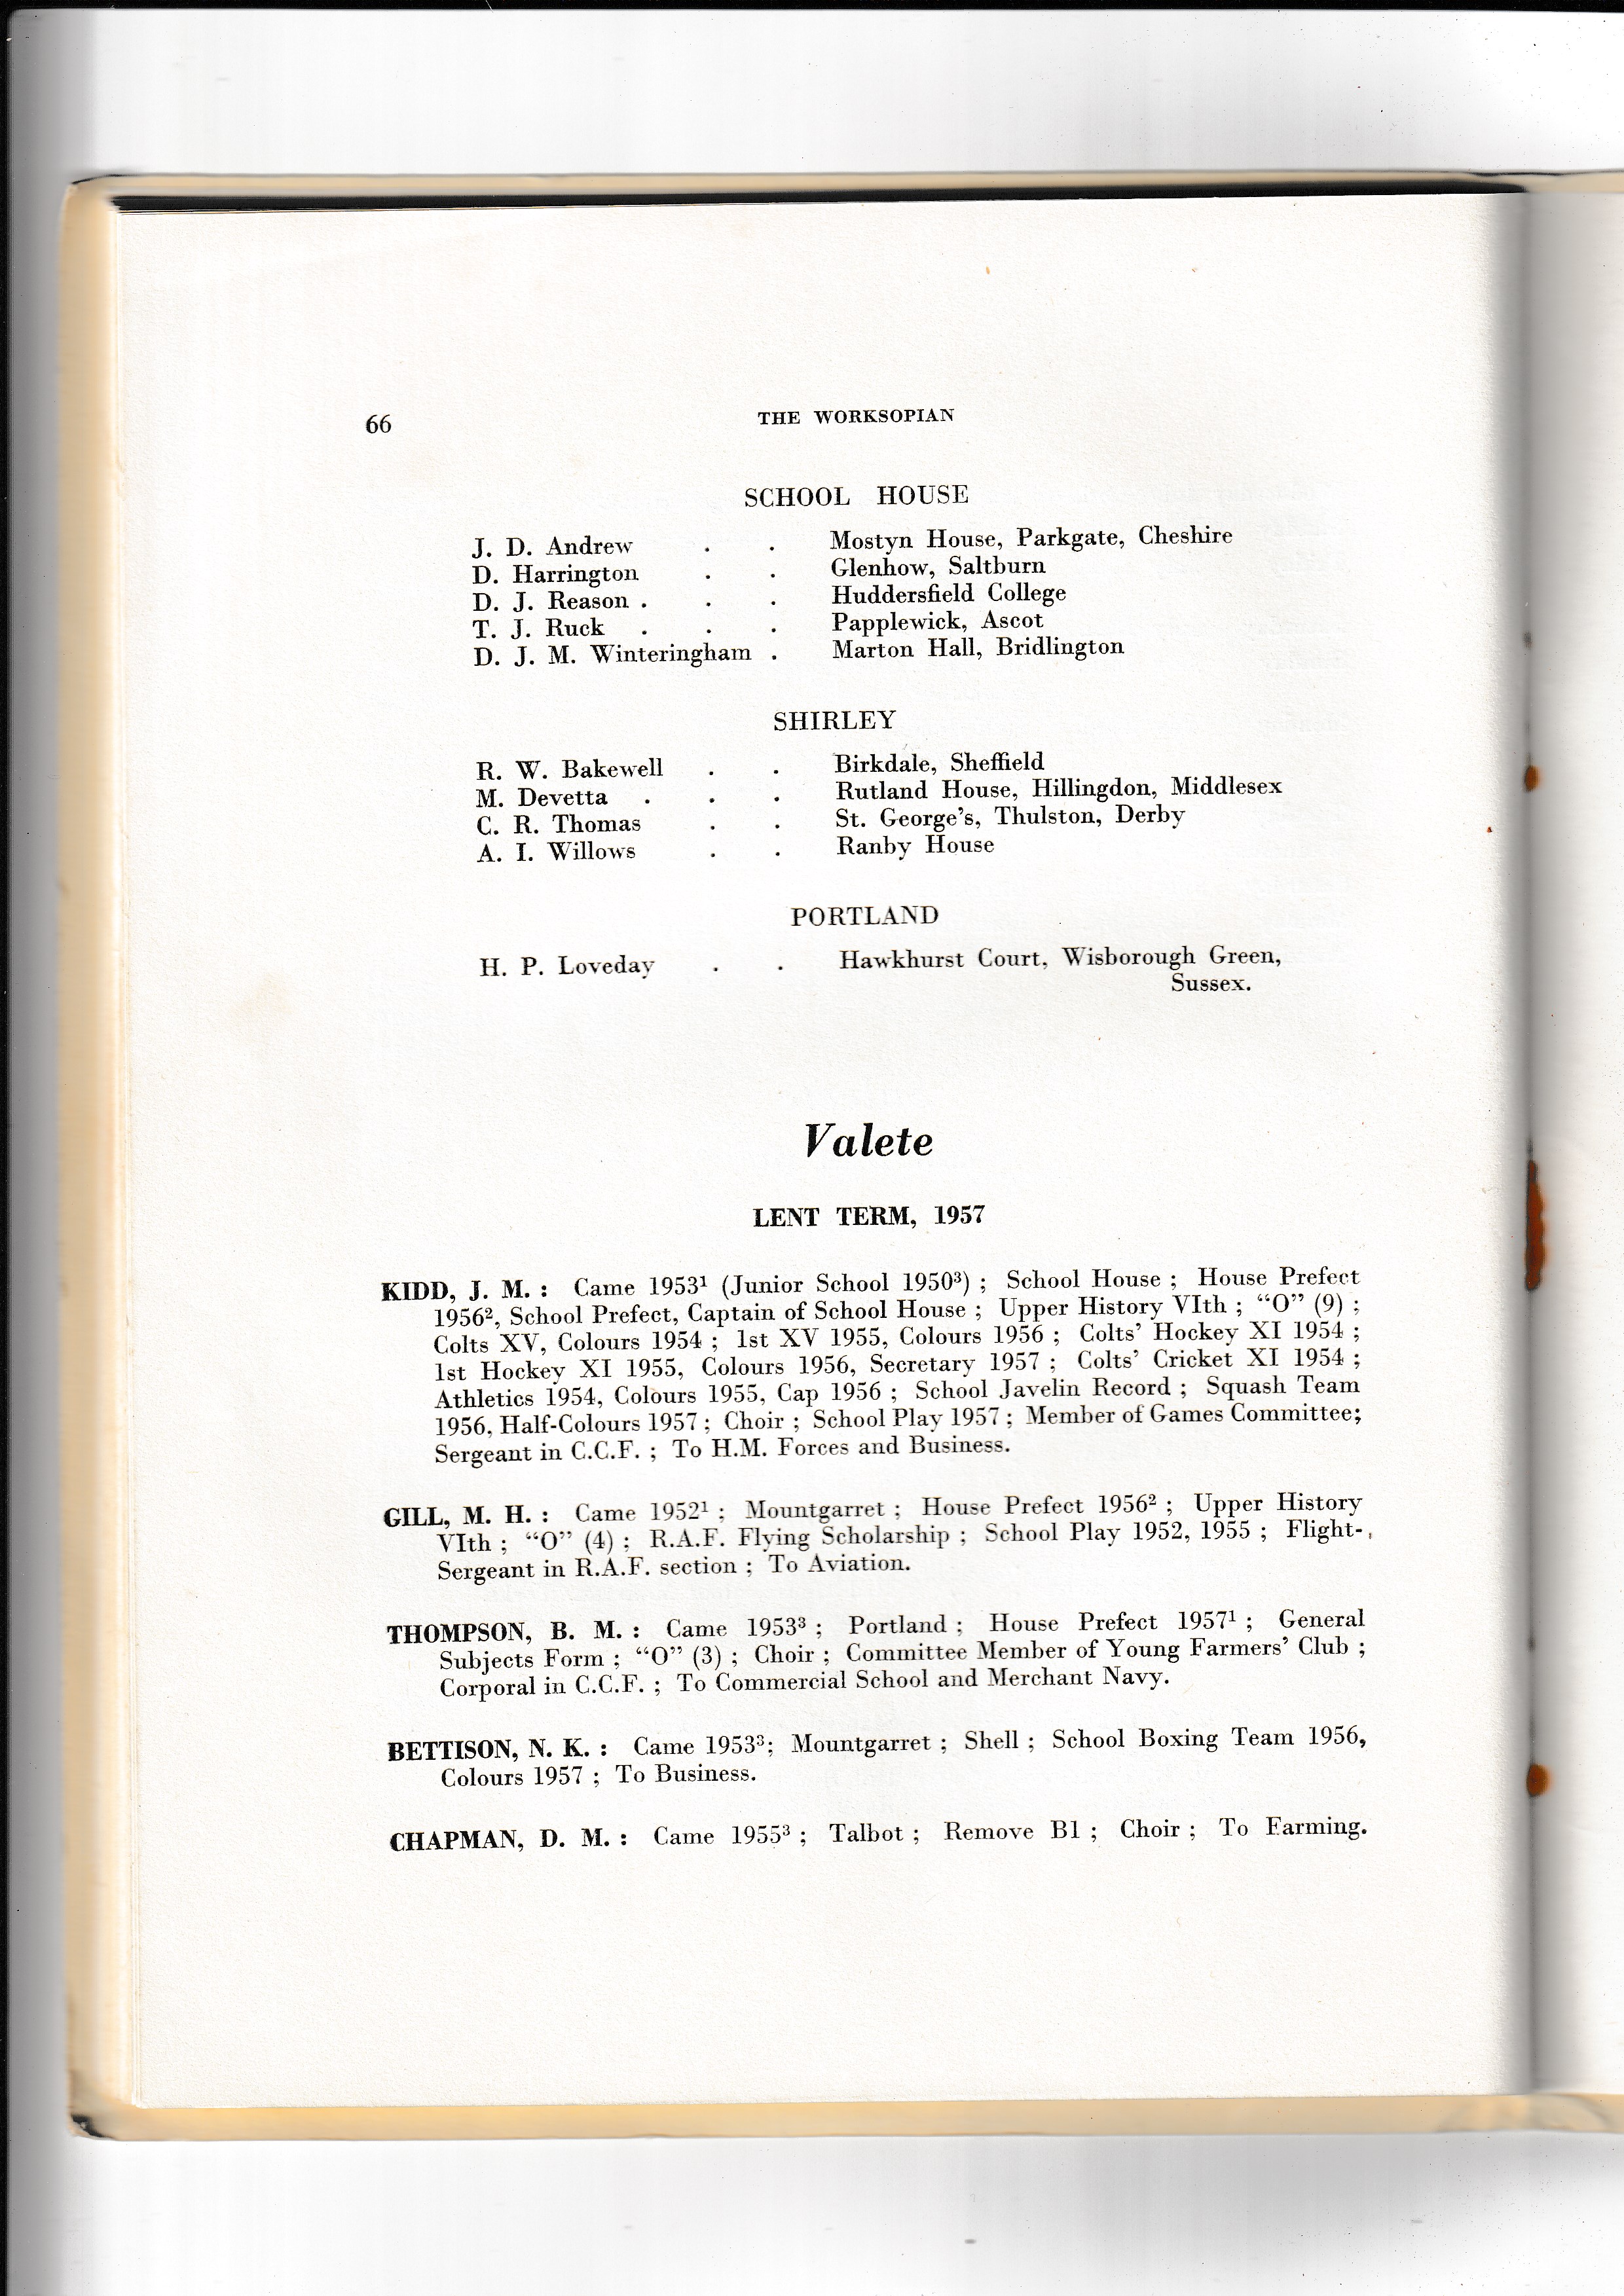 66 THE WORKSOPIAN
SCHOOL HOUSE
J. D. Andrew . . Mostyn House, Parkgate, Cheshire
D. Harrington . . Glenhow, Saltburn
D. J. Reason . . . Huddersfield College
T. J. Ruck . . . Papplewick, Ascot
D. J. M. Winteringham . Marton Hall, Bridlington
SHIRLEY
R. W. Bakewell . . Birkdale, Sheffield
M. Devetta . . . Rutland House, Hillingdon, Middlesex
C. R. Thomas . . St. George's, Thulston, Derby
A. I. Willows . . Ranby House
PORTLAND
H. P. Loveday . . Hawkhurst Court, Wisborough Green,
Sussex.
Valete
LENT TERM, 1957
KIDD, J. M. : Came 1953¹ (Junior School 1950³) ; School House ; House Prefect
1956², School Prefect, Captain of School House ; Upper History VIth ; “O” (9) ;
Colts XV, Colours 1954 ; 1st XV 1955, Colours 1956 ; Colts’ Hockey XI 1954 ;
1st Hockey XI 1955, Colours 1956, Secretary 1957 ; Colts’ Cricket XI 1954 ;
Athletics 1954, Colours 1955, Cap 1956 ; School Javelin Record ; Squash Team
1956, Half-Colours 1957 ; Choir ; School Play 1957 ; Member of Games Committee;
Sergeant in C.C.F. ; To H.M. Forces and Business.
GILL, M. H. : Came 1952¹ ; Mountgarret ; House Prefect 1956² ; Upper History
VIth ; “O” (4) ; R.A.F. Flying Scholarship ; School Play 1952, 1955 ; Flight-
Sergeant in R.A.F. section ; To Aviation.
THOMPSON, B. M. : Came 1953³ ; Portland ; House Prefect 1957¹ ; General
Subjects Form ; “O” (3) ; Choir ; Committee Member of Young Farmers’ Club ;
Corporal in C.C.F. ; To Commercial School and Merchant Navy.
BETTISON, N. K. : Came 1953³; Mountgarret ; Shell ; School Boxing Team 1956,
Colours 1957 ; To Business.
CHAPMAN, D. M. : Came 1955³ ; Talbot ; Remove B1 ; Choir ; To Farming.